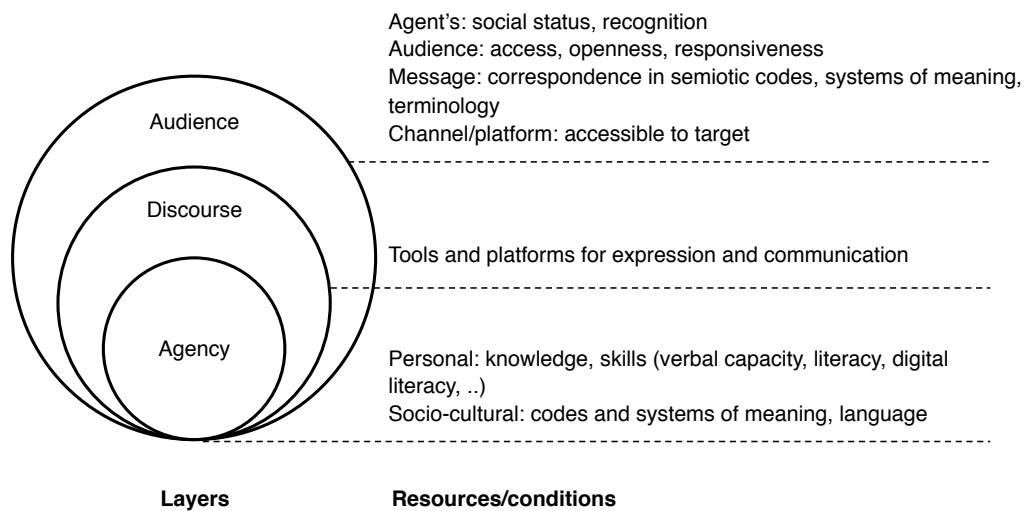 Agent's: social status, recognition
Audience: access, openness, responsiveness
Message: correspondence in semiotic codes, systems of meaning,
terminology
Channel/platform: accessible to target
Audience
Discourse
Tools and platforms for expression and communication
Agency
Personal: knowledge, skills (verbal capacity, literacy, digital
literacy, ..)
Socio-cultural: codes and systems of meaning, language
Layers
Resources/conditions